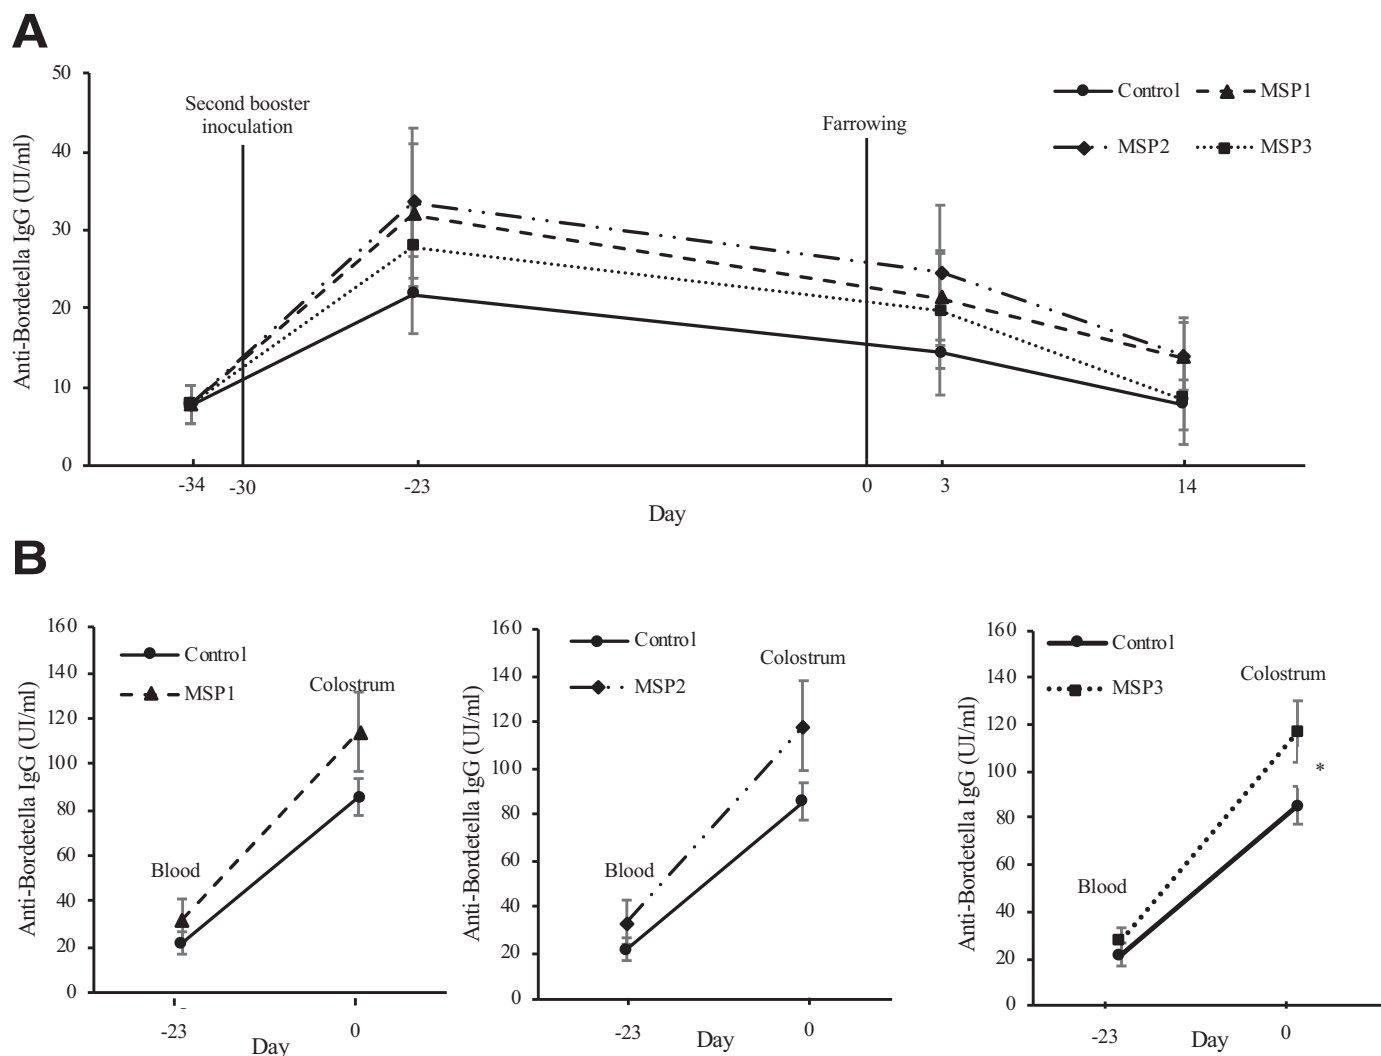 A
50
40
30
20
10
0
Anti-Bordetella IgG (UI/ml)
Second booster
inoculation
Farrowing
Control
MSP1
MSP2
MSP3
-34
-30
-23
0
3
14
Day
B
160
140
120
100
80
60
40
20
0
Anti-Bordetella IgG (UI/ml)
Control
MSP1
Colostrum
Blood
-23
0
Day
160
140
120
100
80
60
40
20
0
Anti-Bordetella IgG (UI/ml)
Control
MSP2
Colostrum
Blood
-23
0
Day
160
140
120
100
80
60
40
20
0
Anti-Bordetella IgG (UI/ml)
Control
MSP3
Colostrum
*
Blood
-23
0
Day